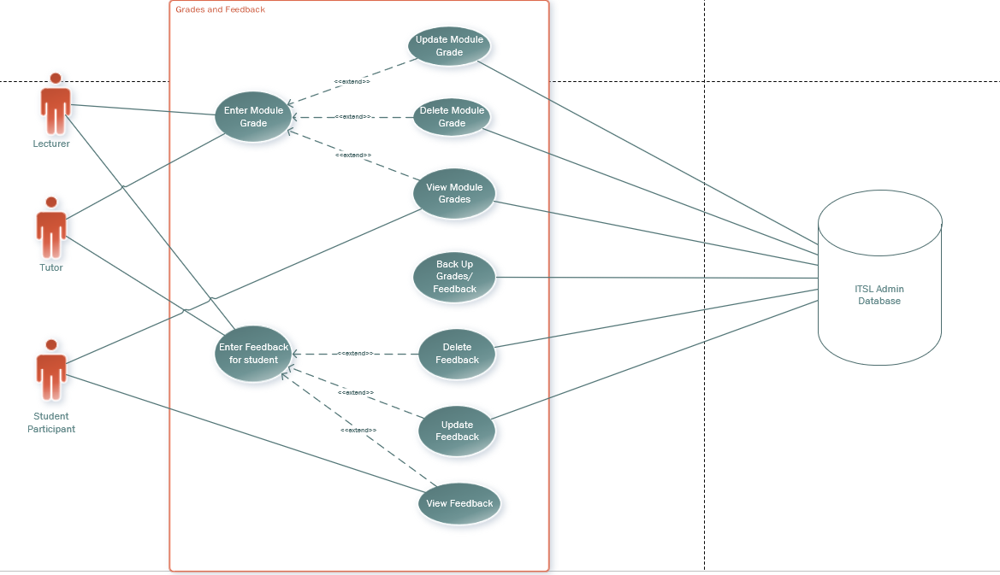 Grades and Feedback
Update Module
Grade
<<extend>>
Enter Module
Grade
<<extend>>
Delete Module
Grade
Lecturer
<<extend>>
View Module
Grades
Tutor
Back Up
Grades/
Feedback
ITSL Admin
Database
Enter Feedback
for student
<<extend>>
Delete
Feedback
<<extend>>
Student
Participant
<<extend>>
Update
Feedback
View Feedback